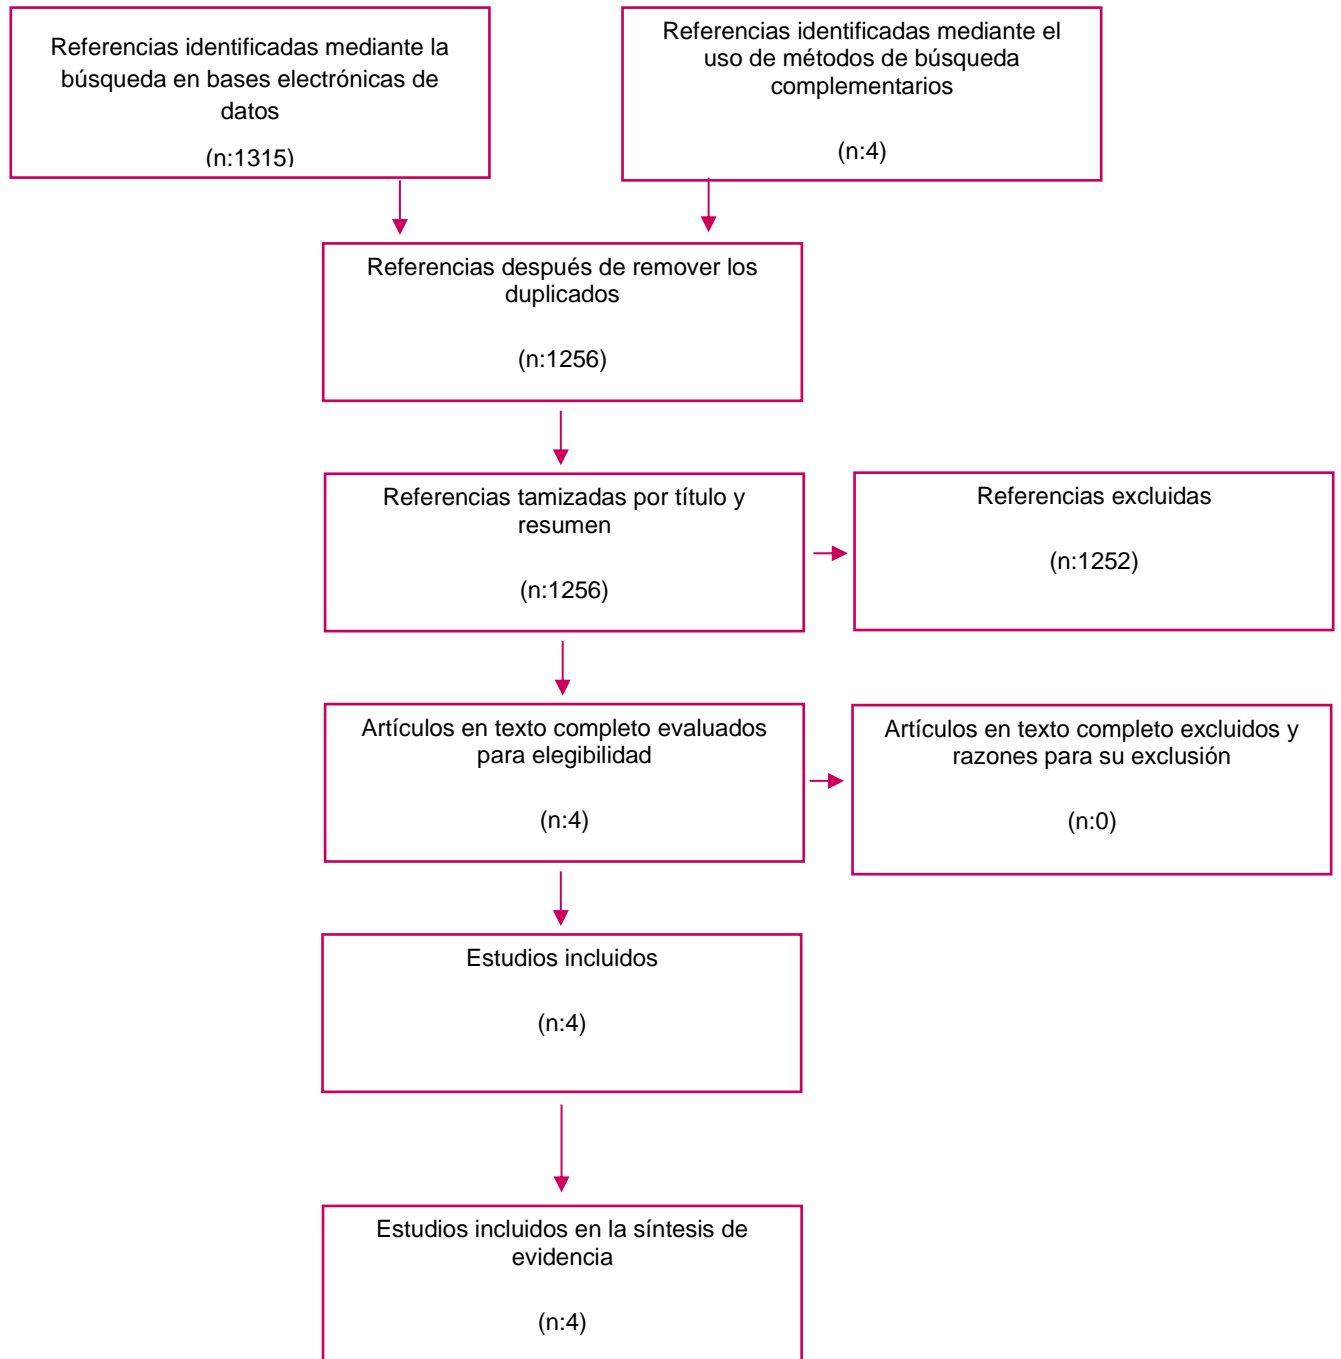 Referencias identificadas mediante la
búsqueda en bases electrónicas de
datos
(n:1315)
Referencias identificadas mediante el
uso de métodos de búsqueda
complementarios
(n:4)
Referencias después de remover los
duplicados
(n:1256)
Referencias tamizadas por título y
resumen
(n:1256)
Referencias excluidas
(n:1252)
Artículos en texto completo evaluados
para elegibilidad
(n:4)
Artículos en texto completo excluidos y
razones para su exclusión
(n:0)
Estudios incluidos
(n:4)
Estudios incluidos en la síntesis de
evidencia
(n:4)